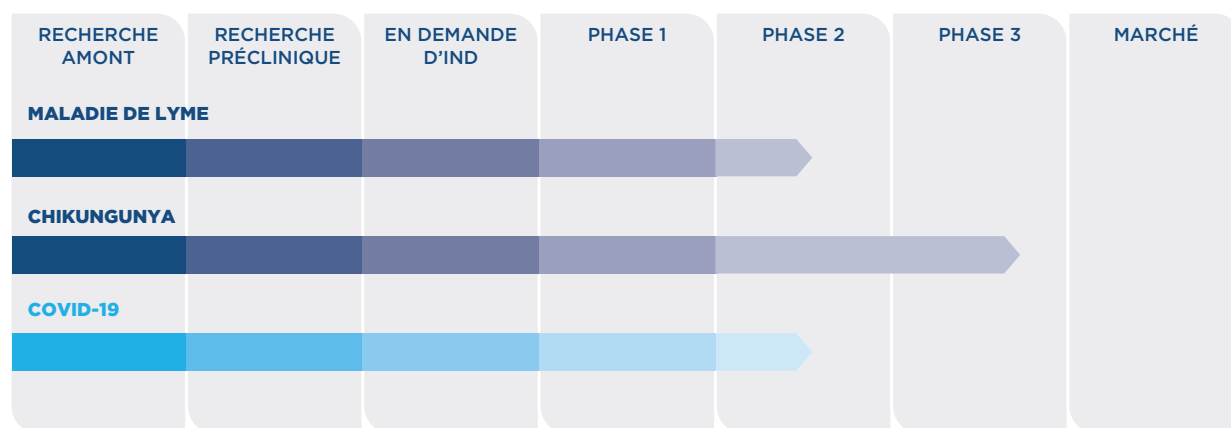 RECHERCHE
AMONT
RECHERCHE
PRÉCLINIQUE
EN DEMANDE
D'IND
PHASE 1
PHASE 2
PHASE 3
MARCHÉ
MALADIE DE LYME
CHIKUNGUNYA
COVID-19